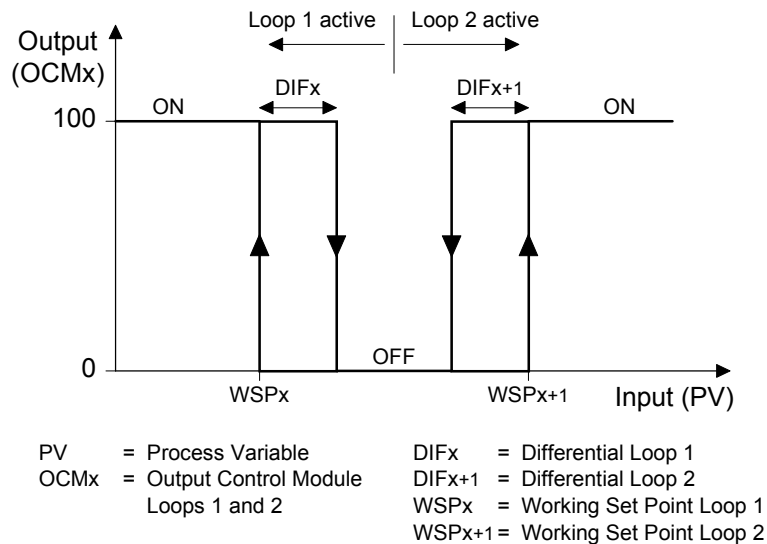 Loop 1 active Loop 2 active
Output
(OCMx)
DIFx DIFx+1
ON ON
100
OFF
0
WSPx WSPx+1 Input (PV)
PV = Process Variable
OCMx = Output Control Module
Loops 1 and 2
DIFx = Differential Loop 1
DIFx+1 = Differential Loop 2
WSPx = Working Set Point Loop 1
WSPx+1 = Working Set Point Loop 2